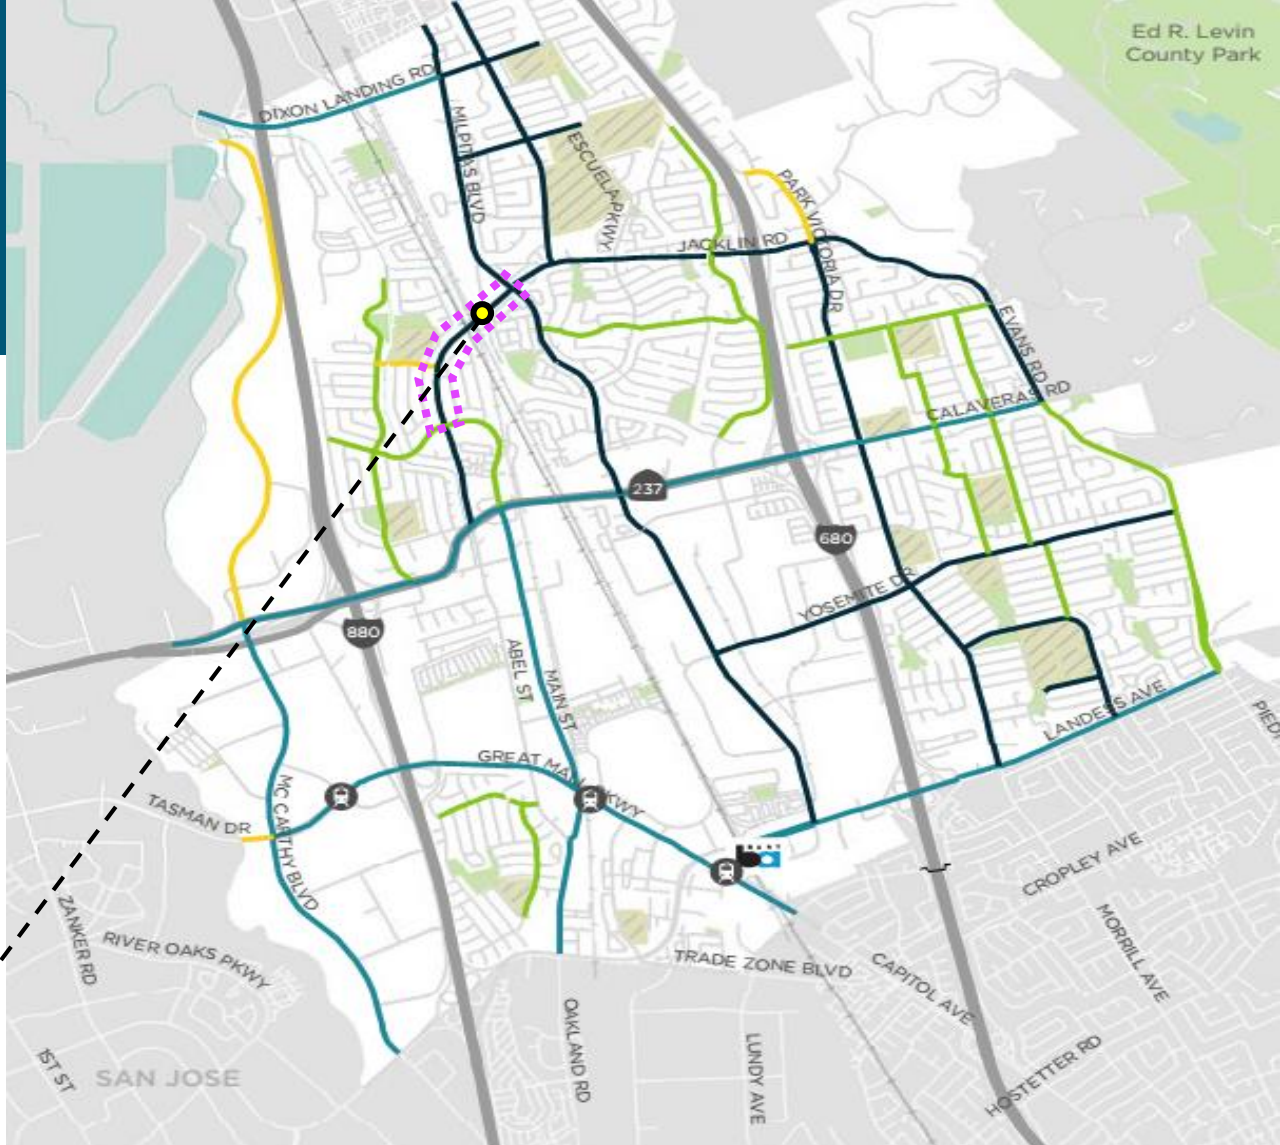 Ed R. Levin
County Park
DIXON LANDING RD
MILPITAS BLVD
ESCUELA PKWY
PARK VICTORIA DR
JACKLIN RD
EVANS RD
CALAVERAS RD
237
680
YOSEMITE DR
880
ABEL ST
MAIN ST
LANDESS AVE
GREAT MALL PKWY
TASMAN DR
MC CARTHY BLVD
CROPLEY AVE
ZANKER RD
RIVER OAKS PKWY
MORRILL AVE
TRADE ZONE BLVD
CAPITOL AVE
OAKLAND RD
LUNDY AVE
HOSTETTER RD
1ST ST
SAN JOSE